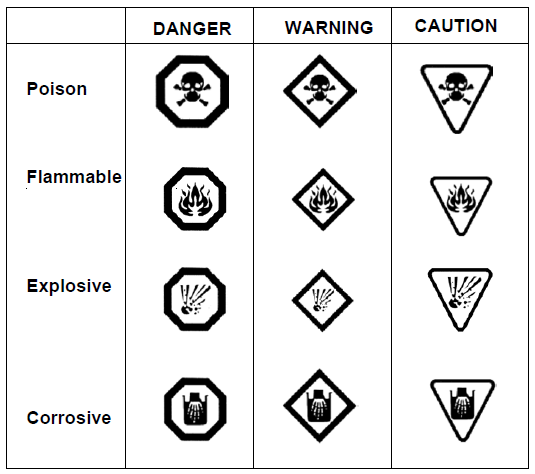 DANGER WARNING CAUTION
Poison
Flammable
Explosive
Corrosive